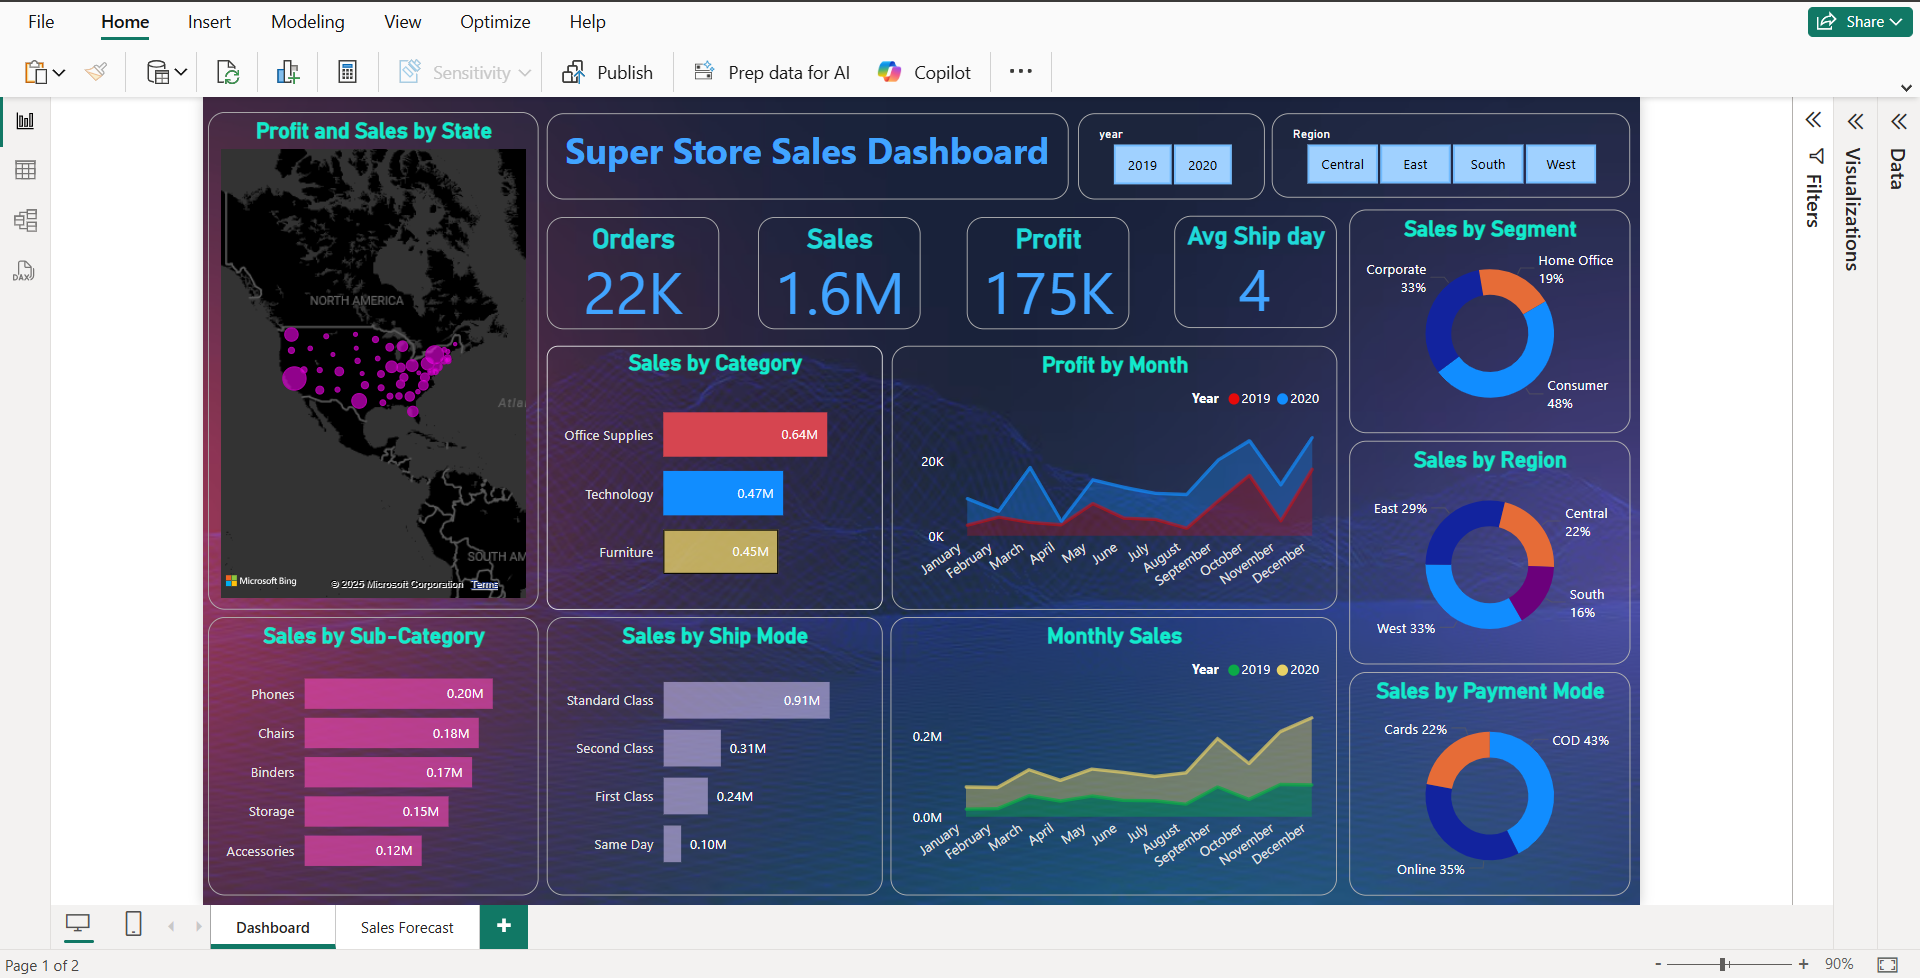 File Home Insert Modeling View Optimize Help
Share
Sensitivity
Publish
Prep data for AI
Copilot
Profit and Sales by State
NORTH AMERICA
SOUTH AM
Microsoft Bing
© 2025 Microsoft Corporation Terms
Super Store Sales Dashboard
year
2019 2020
Region
Central East South West
Orders
22K
Sales
1.6M
Profit
175K
Avg Ship day
4
Sales by Segment
Home Office
19%
Corporate
33%
Consumer
48%
Sales by Category
Office Supplies 0.64M
Technology 0.47M
Furniture 0.45M
Profit by Month
Year 2019 2020
20K
0K
January February March April May June July August September October November December
Sales by Region
East 29%
Central
22%
South
16%
West 33%
Sales by Sub-Category
Phones 0.20M
Chairs 0.18M
Binders 0.17M
Storage 0.15M
Accessories 0.12M
Sales by Ship Mode
Standard Class 0.91M
Second Class 0.31M
First Class 0.24M
Same Day 0.10M
Monthly Sales
Year 2019 2020
0.2M
0.0M
January February March April May June July August September October November December
Sales by Payment Mode
Cards 22%
COD 43%
Online 35%
Filters
Visualizations
Data
DAX
Dashboard Sales Forecast
Page 1 of 2
90%